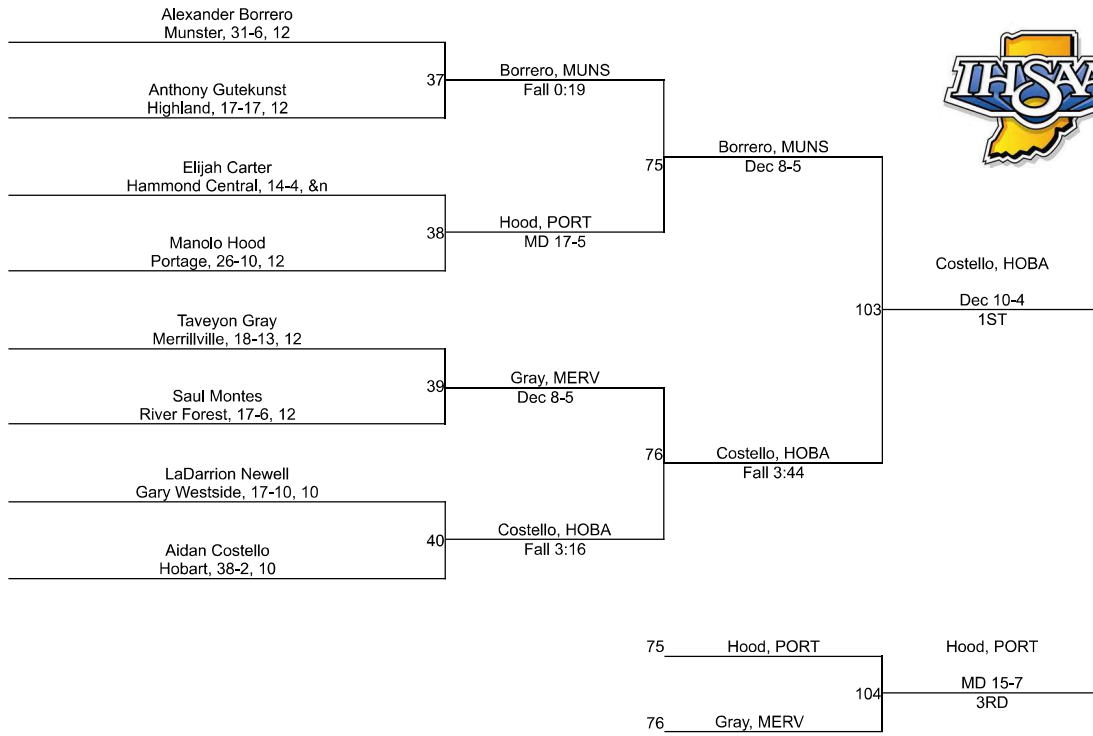 Alexander Borrero
Munster, 31-6, 12
37
Anthony Gutekunst
Highland, 17-17, 12
Borrero, MUNS
Fall 0:19
Elijah Carter
Hammond Central, 14-4, &n
38
Manolo Hood
Portage, 26-10, 12
Hood, PORT
MD 17-5
75
Borrero, MUNS
Dec 8-5
Taveyon Gray
Merrillville, 18-13, 12
39
Saul Montes
River Forest, 17-6, 12
Gray, MERV
Dec 8-5
LaDarrion Newell
Gary Westside, 17-10, 10
40
Aidan Costello
Hobart, 38-2, 10
Costello, HOBA
Fall 3:16
76
Costello, HOBA
Fall 3:44
103
Costello, HOBA
Dec 10-4
1ST
IHSAA
75
Hood, PORT
76
Gray, MERV
104
Hood, PORT
MD 15-7
3RD